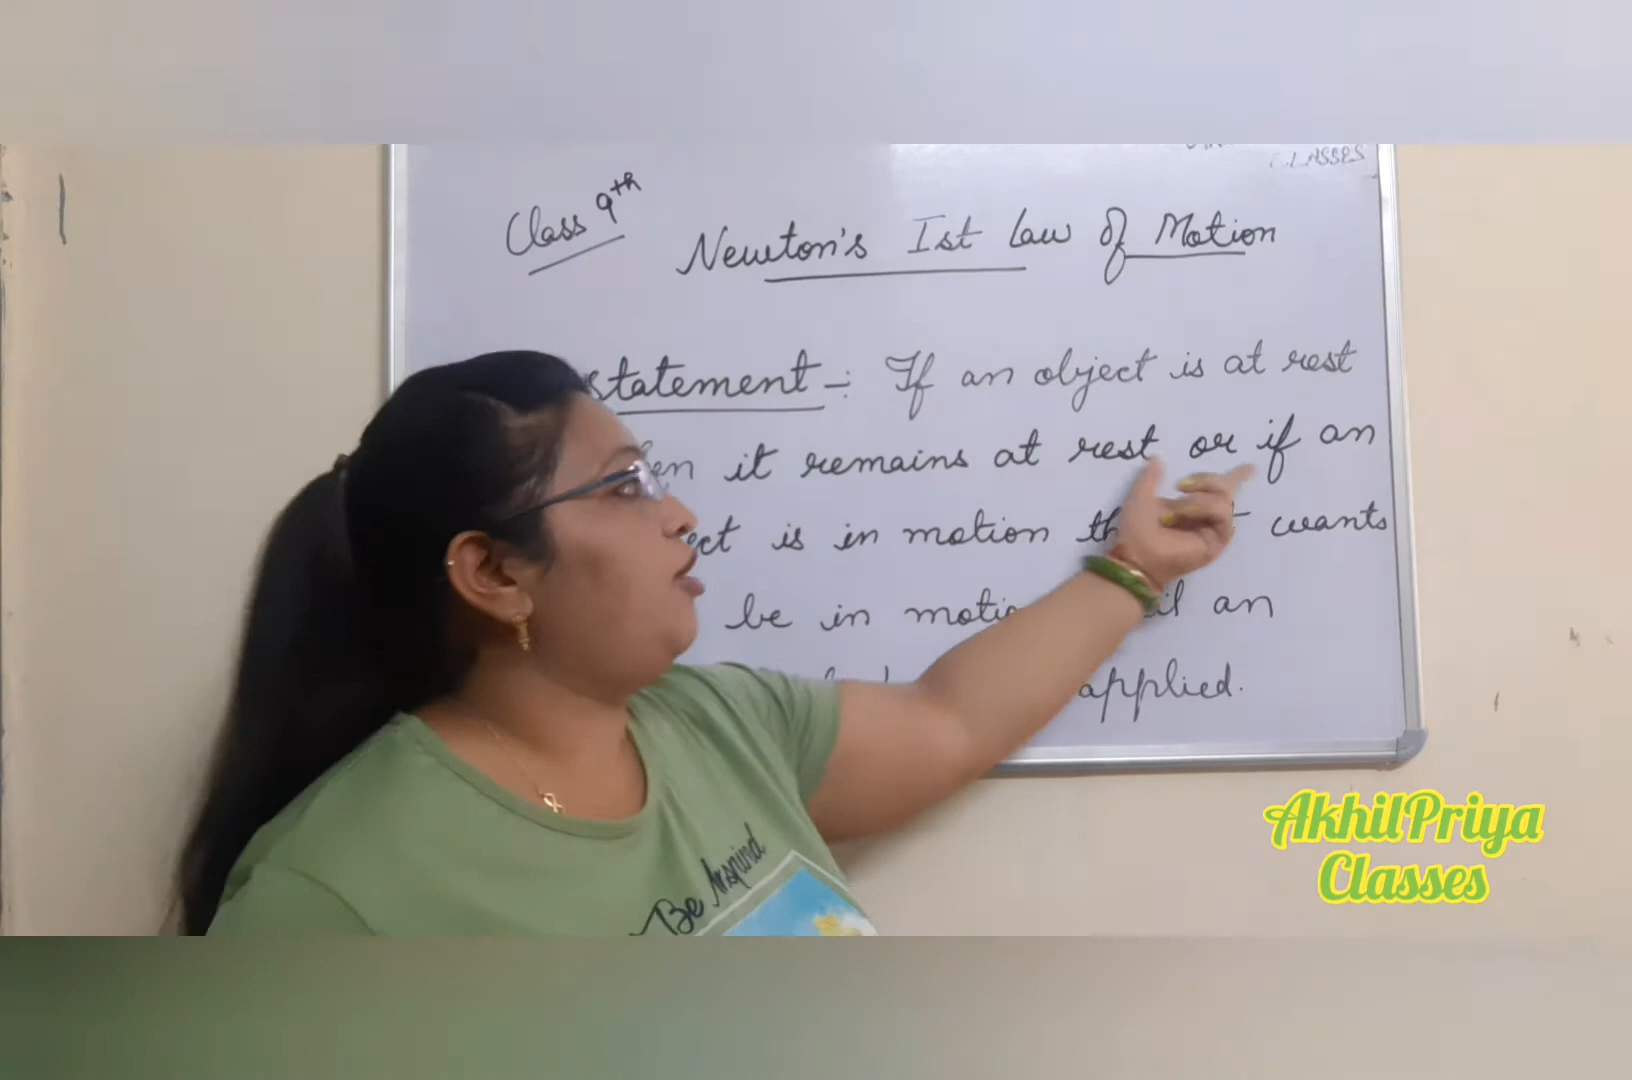 CLASSES
Class 9th
Newton's Ist Law Of Motion
Statement -: If an object is at rest
it remains at rest or if an
is in motion wants
be in motion an
applied.
Be Inspired
AkhilPriya
Classes